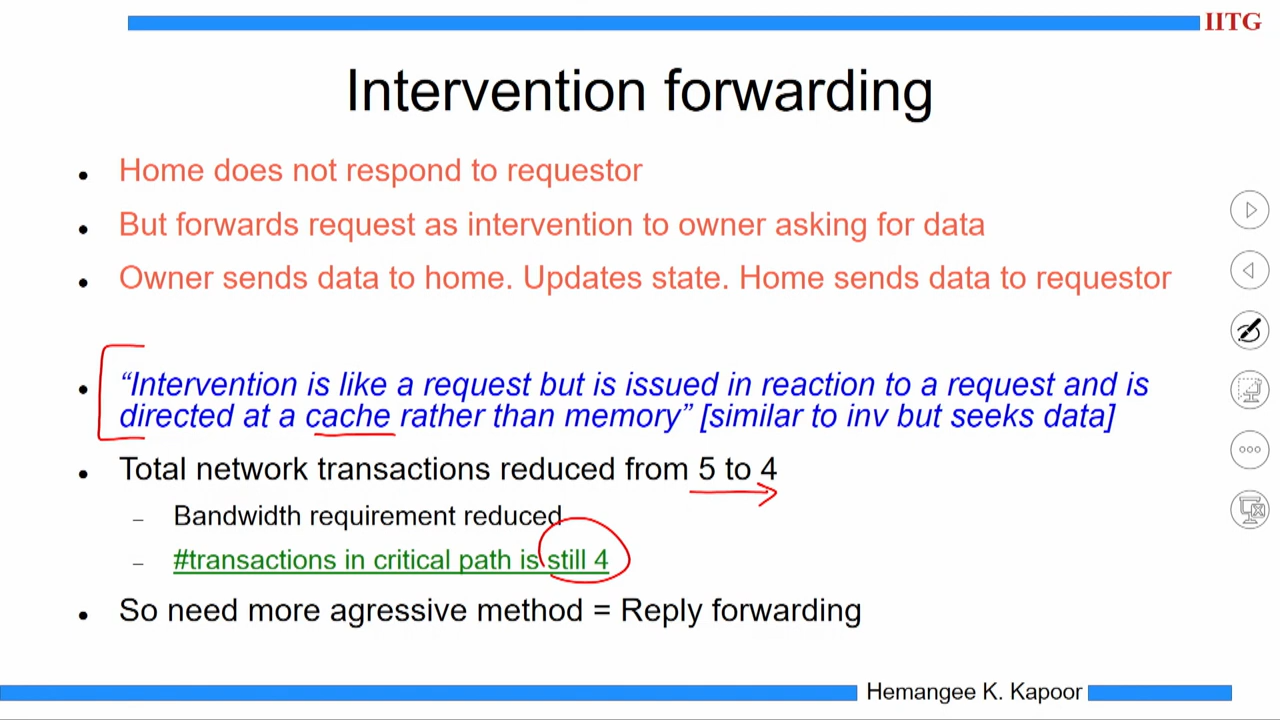 IITG
Intervention forwarding
• Home does not respond to requestor
• But forwards request as intervention to owner asking for data
• Owner sends data to home. Updates state. Home sends data to requestor
• “Intervention is like a request but is issued in reaction to a request and is
directed at a cache rather than memory” [similar to inv but seeks data]
• Total network transactions reduced from 5 to 4
– Bandwidth requirement reduced
– #transactions in critical path is still 4
• So need more agressive method = Reply forwarding
Hemangee K. Kapoor